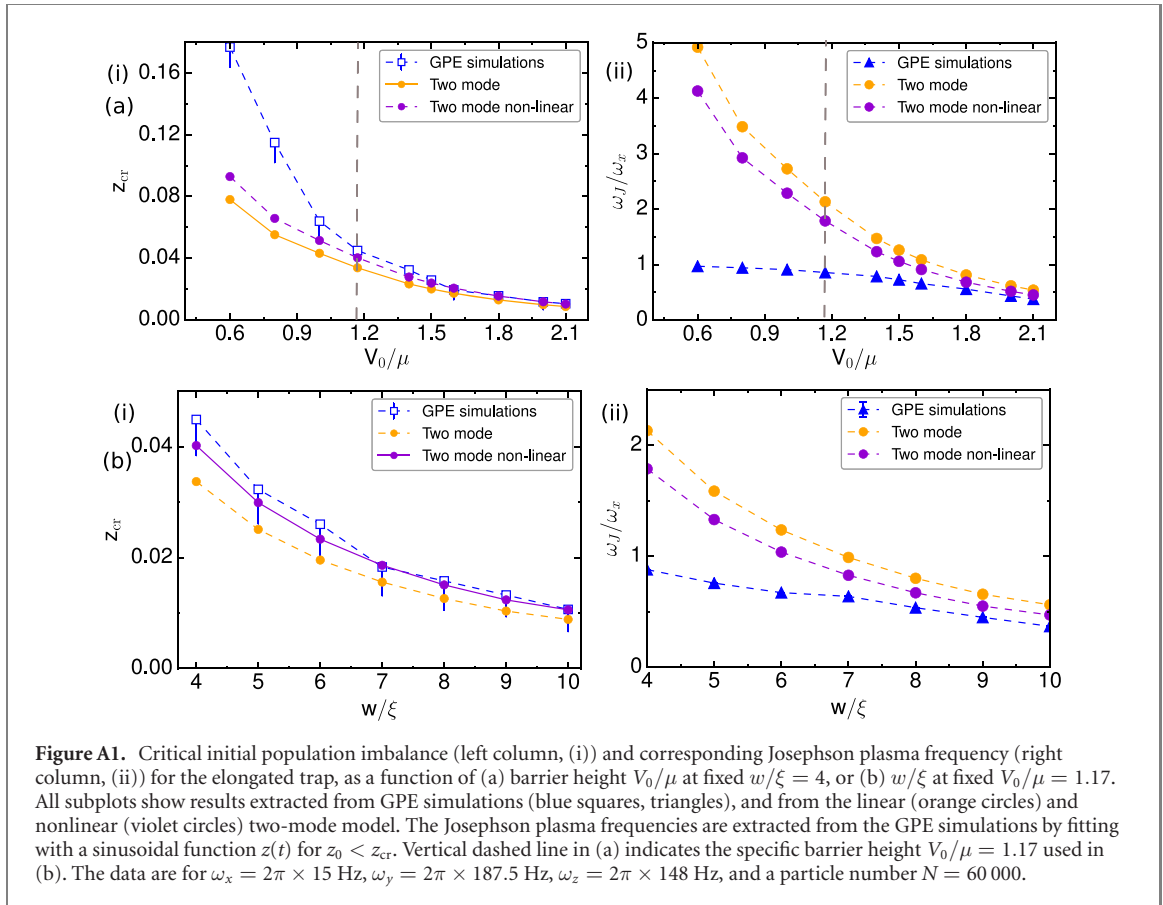 (i)
(a)
0.16
0.12
0.08
0.04
0.00
z_cr
GPE simulations
Two mode
Two mode non-linear
0.6 0.9 1.2 1.5 1.8 2.1
V_0/μ
(ii)
5
4
3
2
1
0
ω_J/ω_x
GPE simulations
Two mode
Two mode non-linear
0.6 0.9 1.2 1.5 1.8 2.1
V_0/μ
(i)
(b)
0.04
0.02
0.00
z_cr
GPE simulations
Two mode
Two mode non-linear
4 5 6 7 8 9 10
w/ξ
(ii)
2
1
0
ω_J/ω_x
GPE simulations
Two mode
Two mode non-linear
4 5 6 7 8 9 10
w/ξ
Figure A1. Critical initial population imbalance (left column, (i)) and corresponding Josephson plasma frequency (right
column, (ii)) for the elongated trap, as a function of (a) barrier height V_0/μ at fixed w/ξ = 4, or (b) w/ξ at fixed V_0/μ = 1.17.
All subplots show results extracted from GPE simulations (blue squares, triangles), and from the linear (orange circles) and
nonlinear (violet circles) two-mode model. The Josephson plasma frequencies are extracted from the GPE simulations by fitting
with a sinusoidal function z(t) for z_0 < z_cr. Vertical dashed line in (a) indicates the specific barrier height V_0/μ = 1.17 used in
(b). The data are for ω_x = 2π × 15 Hz, ω_y = 2π × 187.5 Hz, ω_z = 2π × 148 Hz, and a particle number N = 60 000.